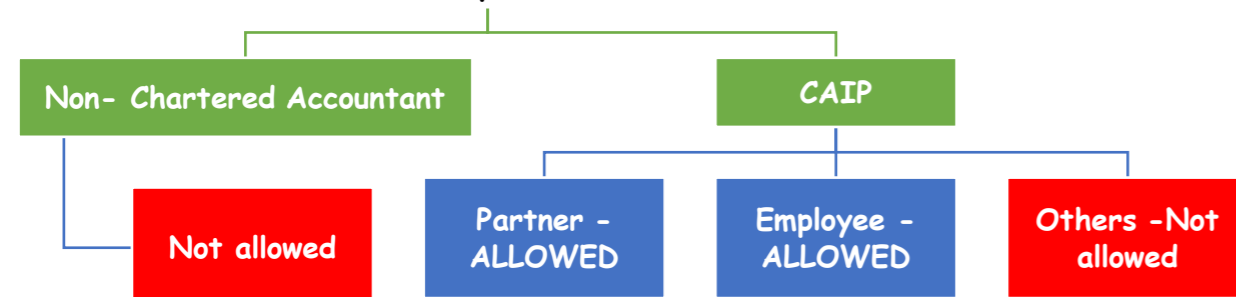 Non- Chartered Accountant
CAIP
Not allowed
Partner -
ALLOWED
Employee -
ALLOWED
Others -Not
allowed